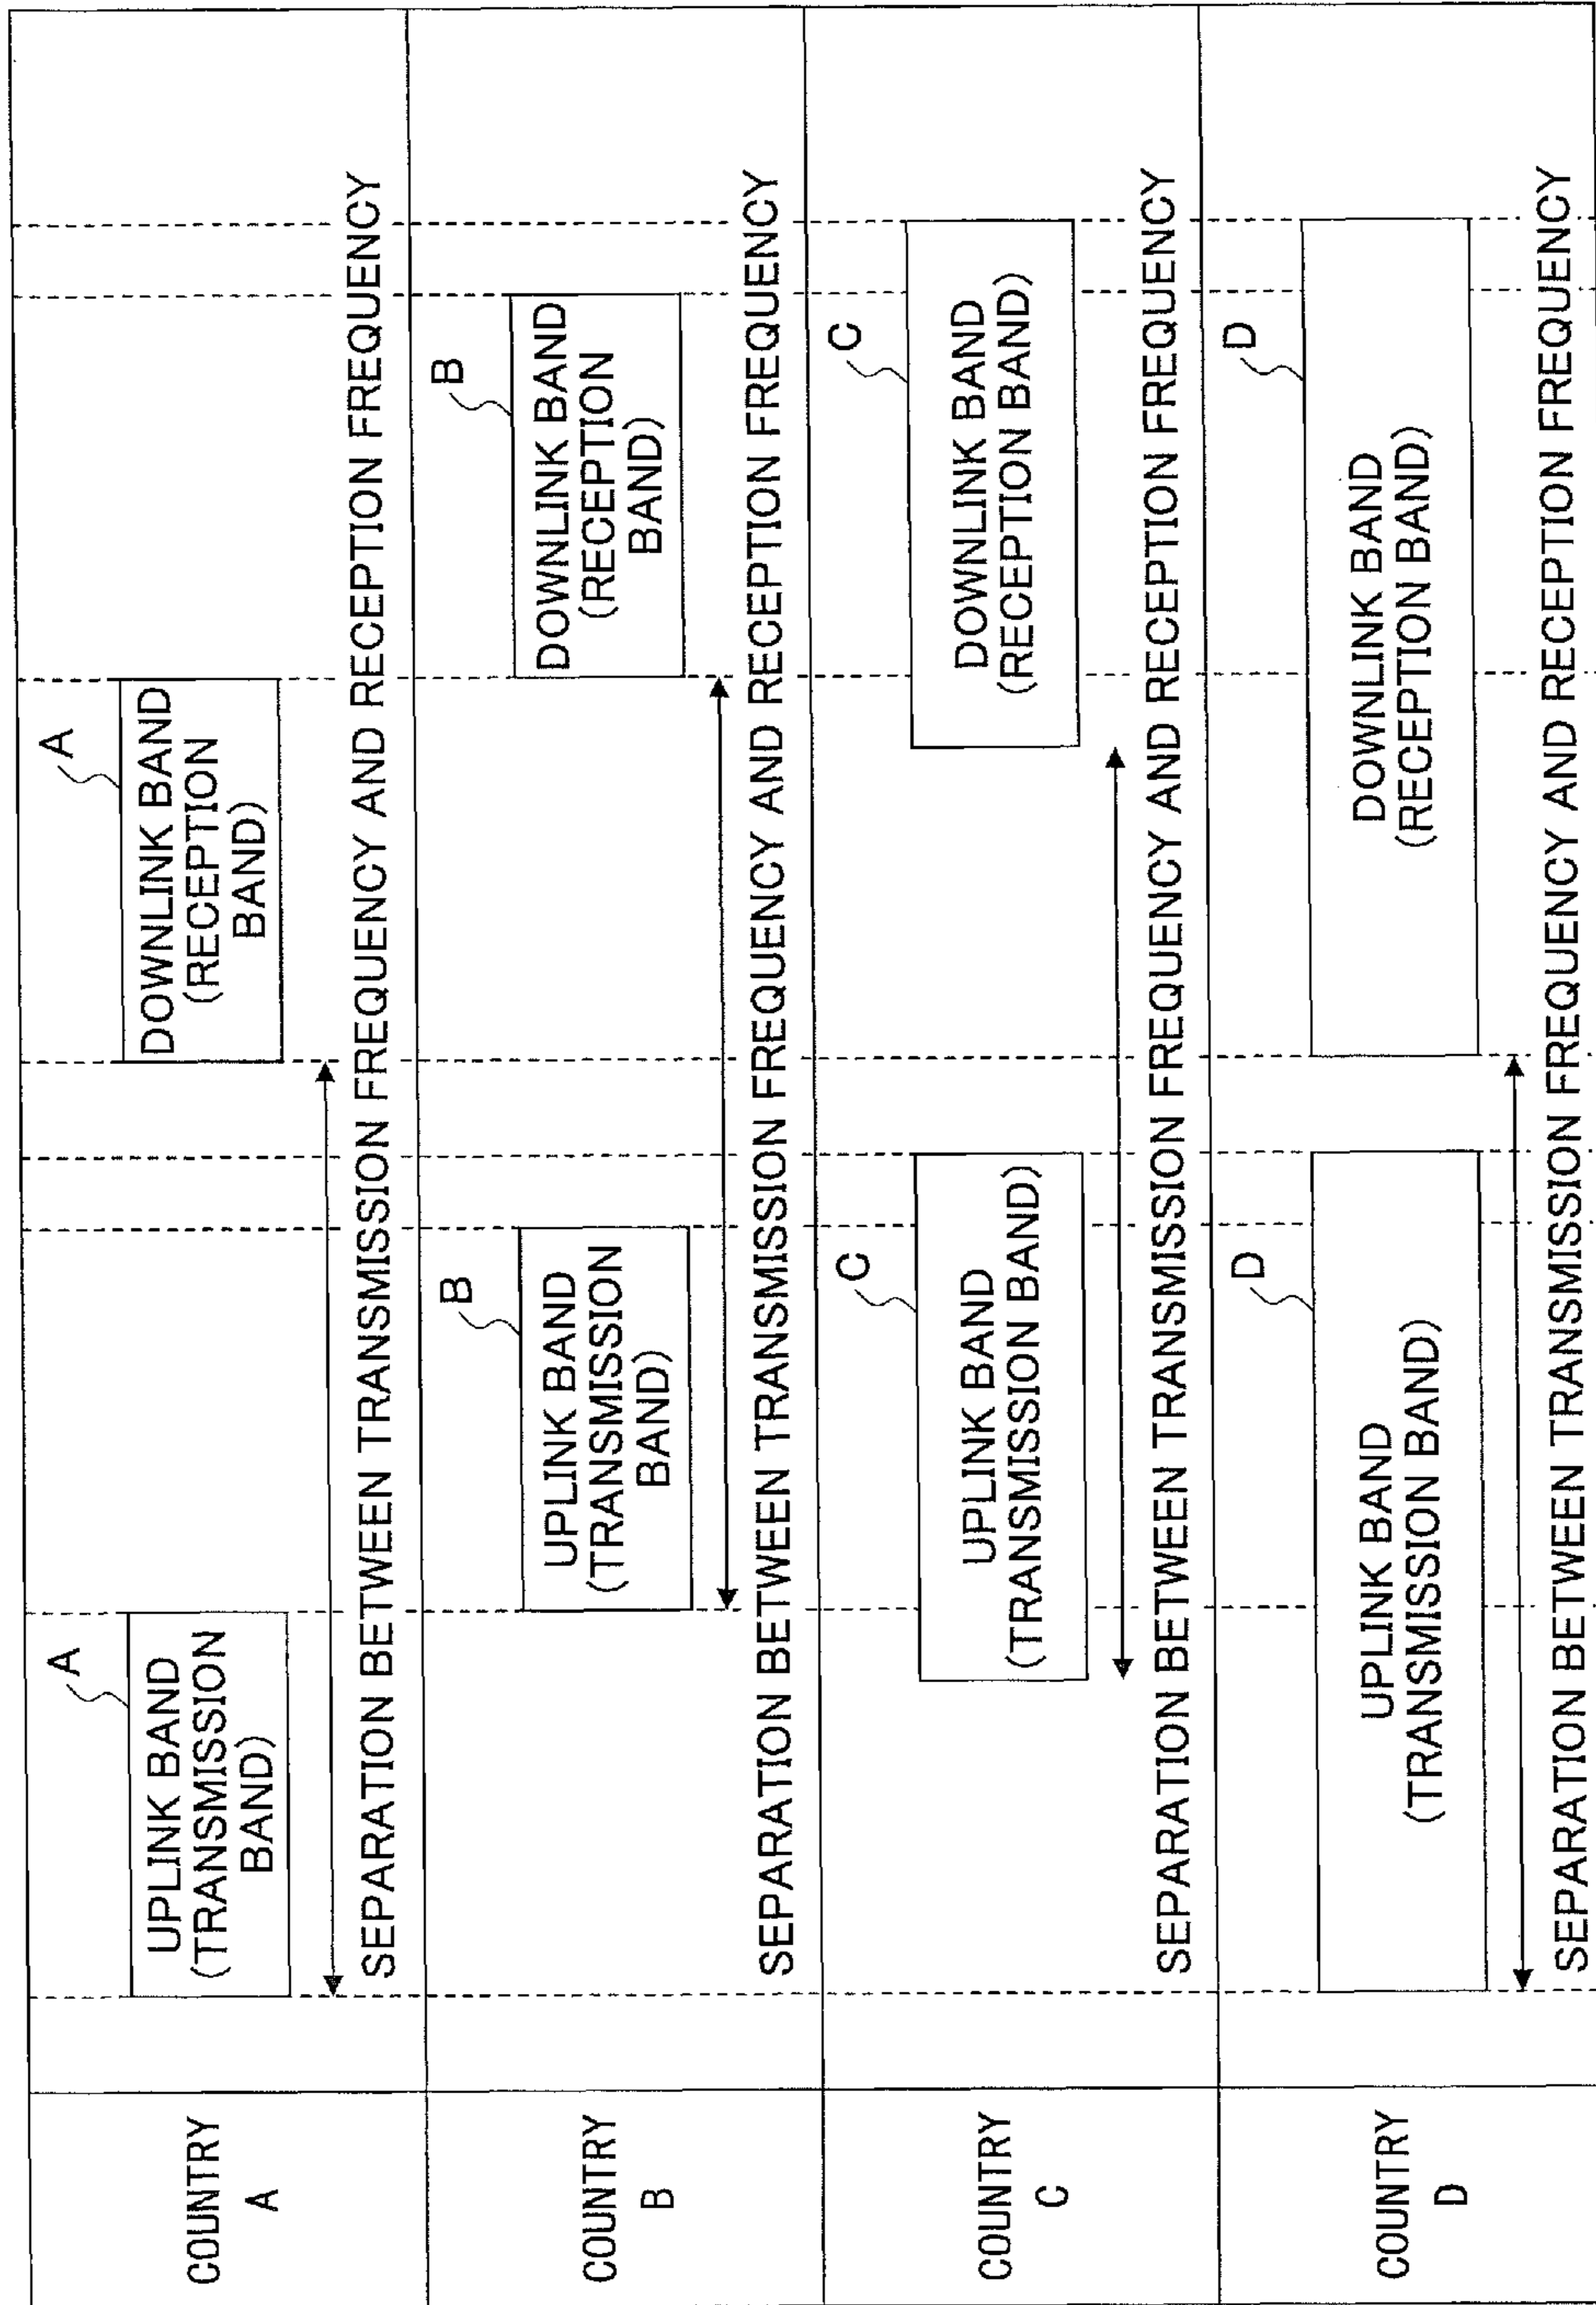 COUNTRY
A
A
UPLINK BAND
(TRANSMISSION
BAND)
A
DOWNLINK BAND
(RECEPTION
BAND)
SEPARATION BETWEEN TRANSMISSION FREQUENCY AND RECEPTION FREQUENCY
COUNTRY
B
B
UPLINK BAND
(TRANSMISSION
BAND)
B
DOWNLINK BAND
(RECEPTION
BAND)
SEPARATION BETWEEN TRANSMISSION FREQUENCY AND RECEPTION FREQUENCY
COUNTRY
C
C
UPLINK BAND
(TRANSMISSION BAND)
C
DOWNLINK BAND
(RECEPTION BAND)
SEPARATION BETWEEN TRANSMISSION FREQUENCY AND RECEPTION FREQUENCY
COUNTRY
D
D
UPLINK BAND
(TRANSMISSION BAND)
D
DOWNLINK BAND
(RECEPTION BAND)
SEPARATION BETWEEN TRANSMISSION FREQUENCY AND RECEPTION FREQUENCY